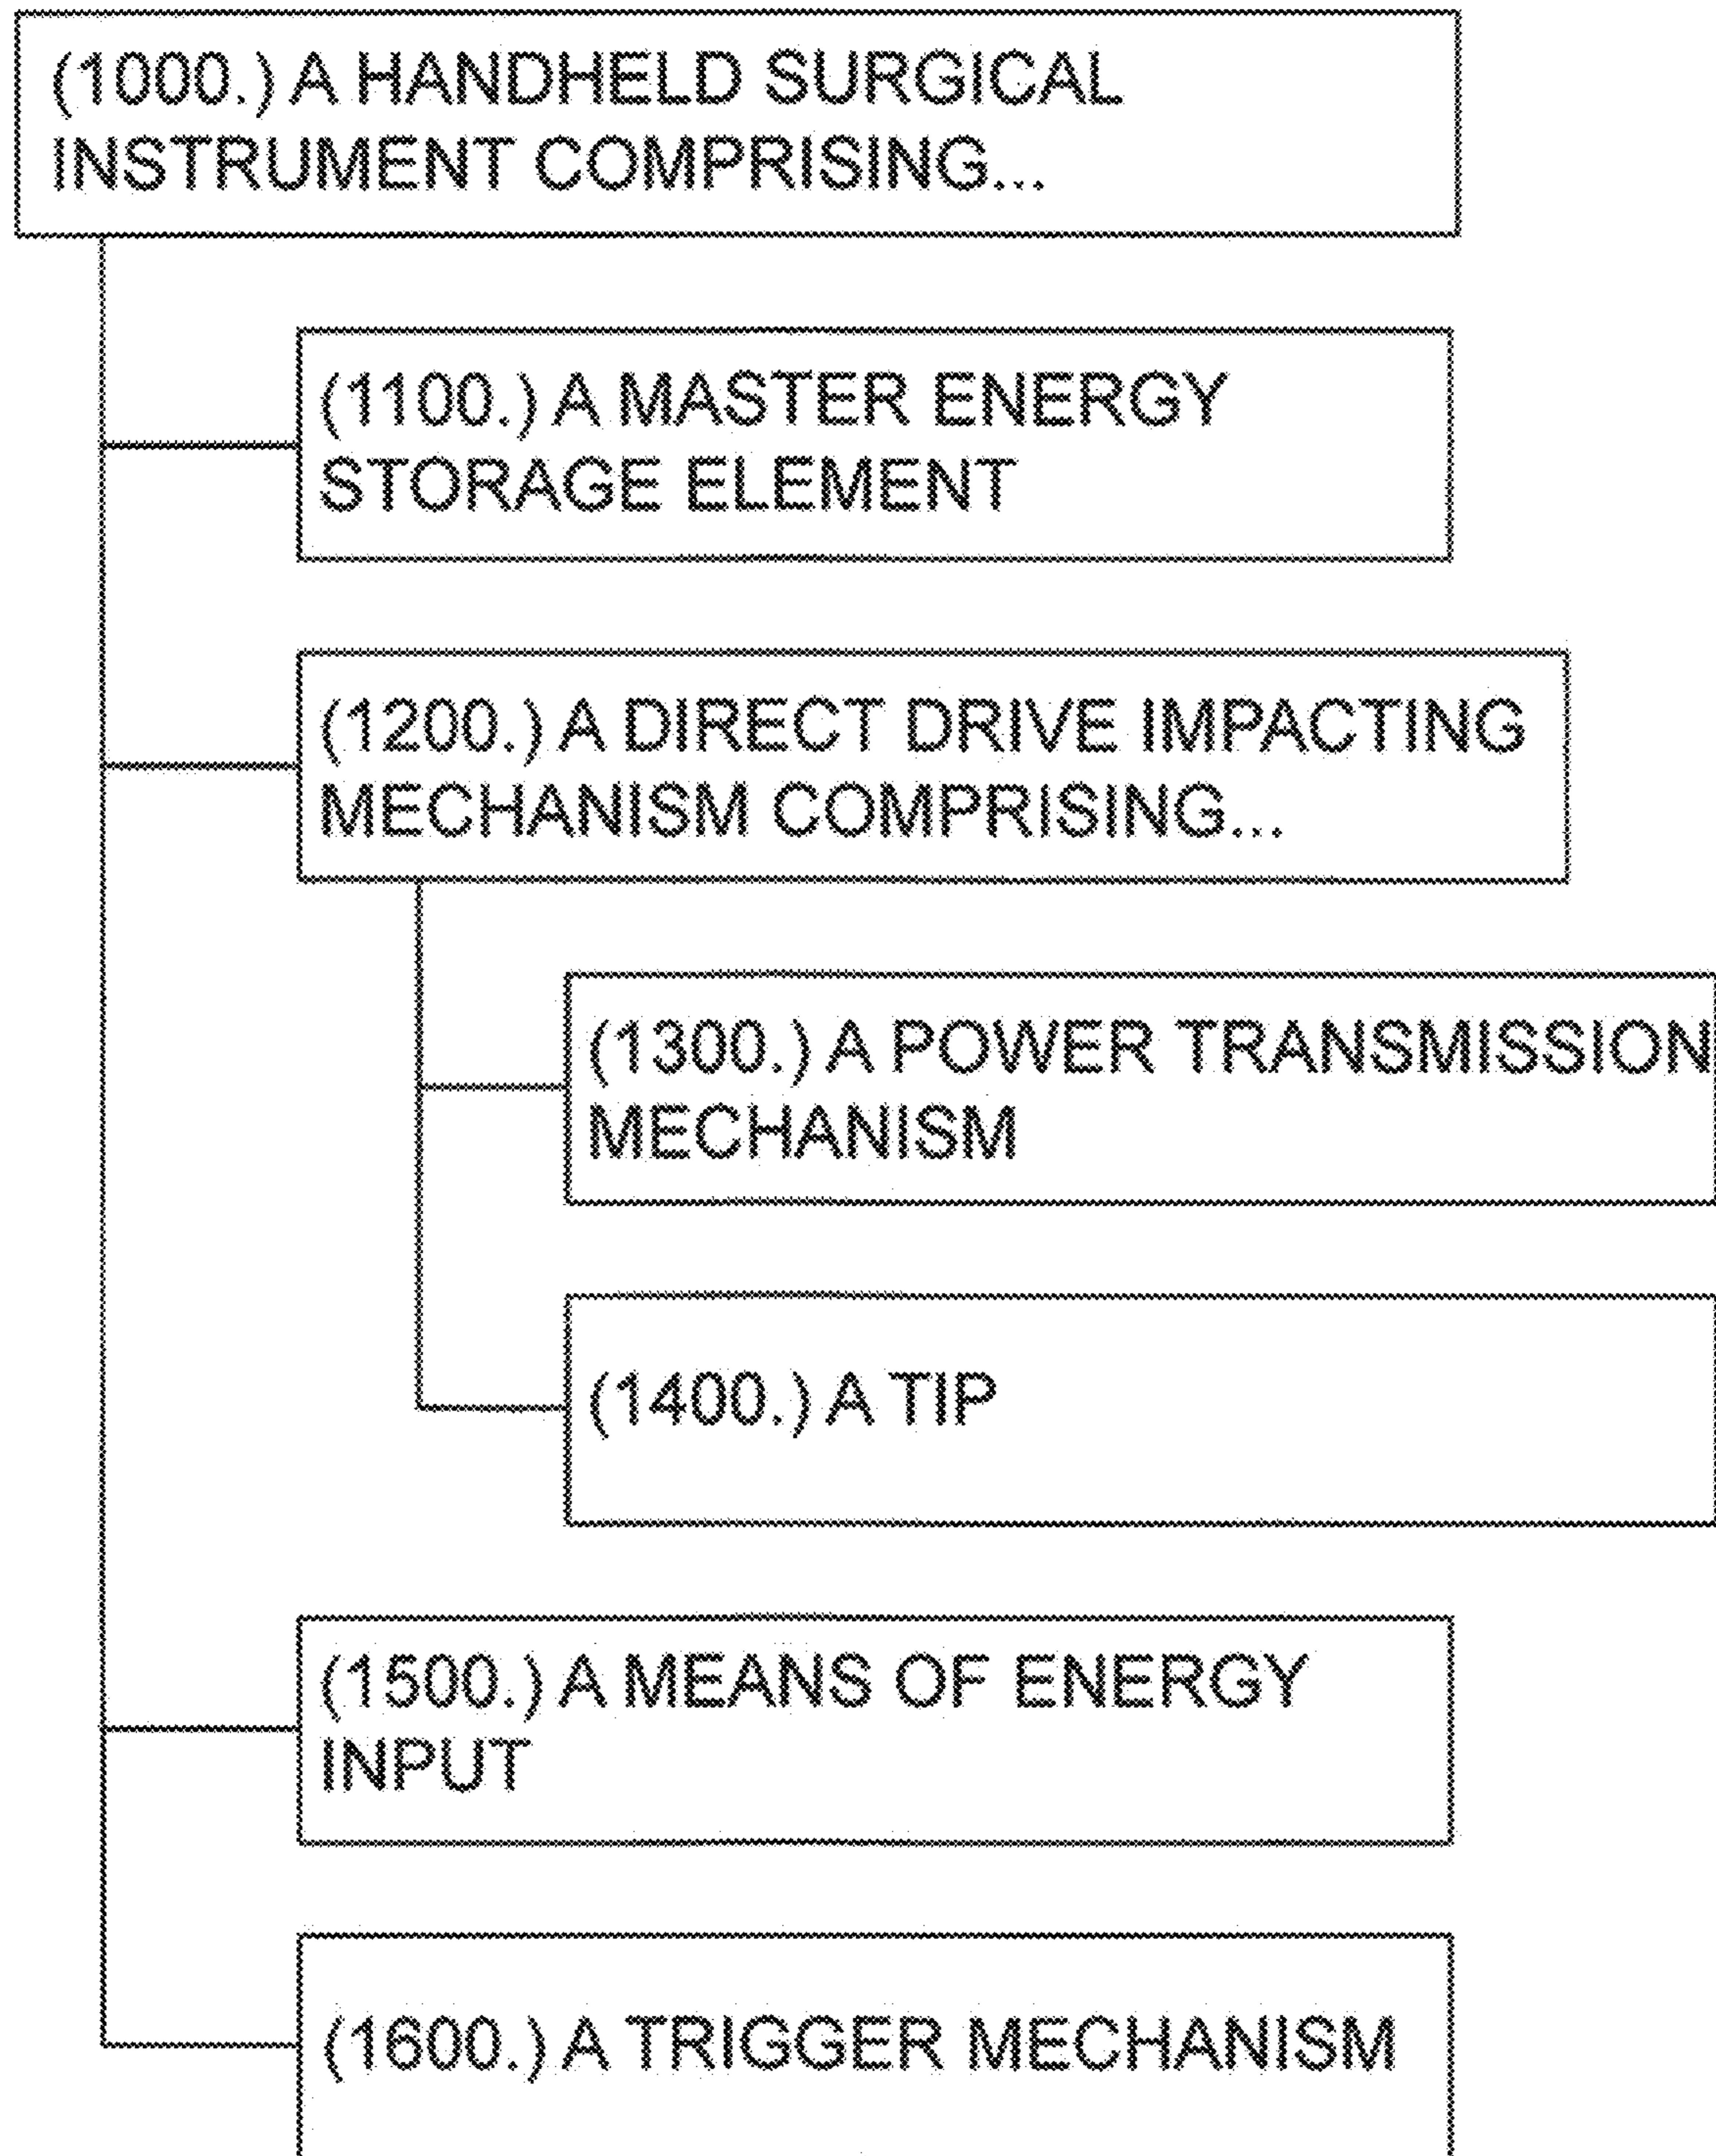 (1000.) A HANDHELD SURGICAL
INSTRUMENT COMPRISING...
(1100.) A MASTER ENERGY
STORAGE ELEMENT
(1200.) A DIRECT DRIVE IMPACTING
MECHANISM COMPRISING...
(1300.) A POWER TRANSMISSION
MECHANISM
(1400.) A TIP
(1500.) A MEANS OF ENERGY
INPUT
(1600.) A TRIGGER MECHANISM